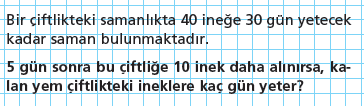 Bir çiftlikteki samanlıkta 40 ineğe 30 gün yetecek
kadar saman bulunmaktadır.
5 gün sonra bu çiftliğe 10 inek daha alınırsa, ka-
lan yem çiftlikteki ineklere kaç gün yeter?